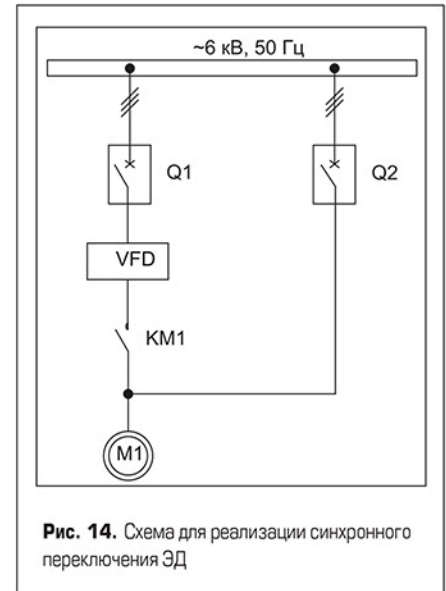 ~6 кВ, 50 Гц
Q1
Q2
VFD
KM1
M1
Рис. 14. Схема для реализации синхронного
переключения ЭД